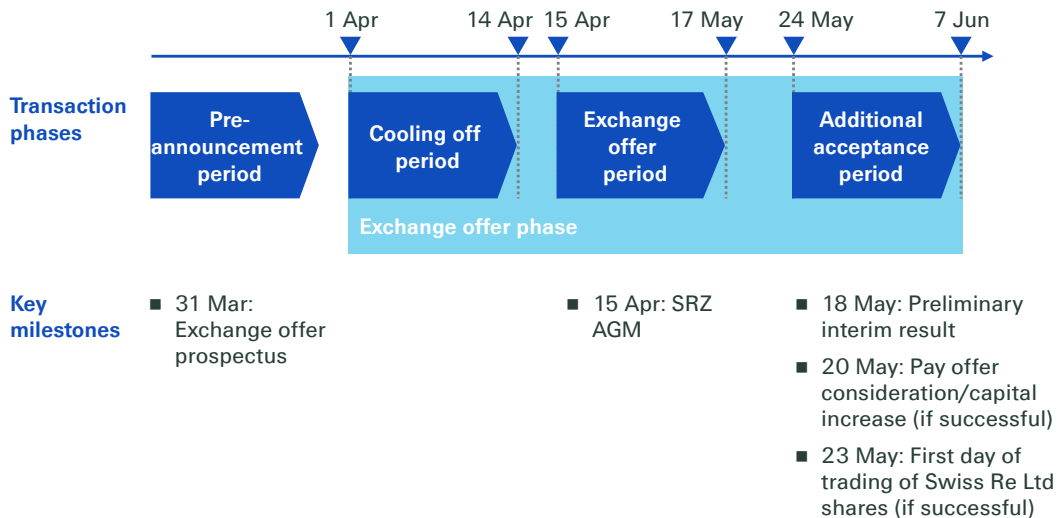 1 Apr
14 Apr
15 Apr
17 May
24 May
7 Jun
Transaction
phases
Pre-
announcement
period
Cooling off
period
Exchange
offer
period
Additional
acceptance
period
Exchange offer phase
Key
milestones
■ 31 Mar:
Exchange offer
prospectus
■ 15 Apr: SRZ
AGM
■ 18 May: Preliminary
interim result
■ 20 May: Pay offer
consideration/capital
increase (if successful)
■ 23 May: First day of
trading of Swiss Re Ltd
shares (if successful)